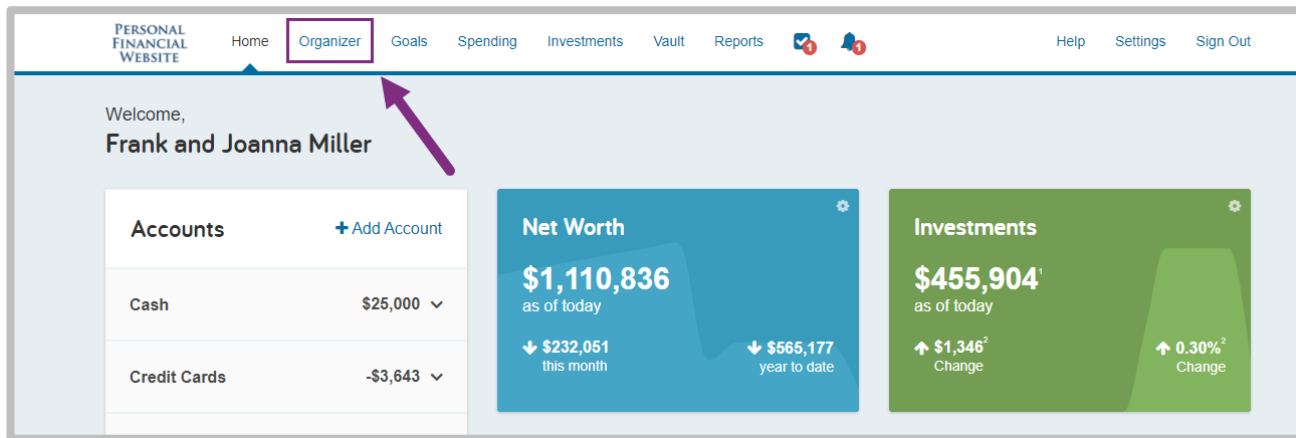 PERSONAL
FINANCIAL
WEBSITE
Home Organizer Goals Spending Investments Vault Reports 1 1 Help Settings Sign Out
Welcome,
Frank and Joanna Miller
Accounts + Add Account
Cash $25,000
Credit Cards -$3,643
Net Worth
$1,110,836
as of today
$232,051
this month
$565,177
year to date
Investments
$455,904¹
as of today
$1,346²
Change
0.30%²
Change